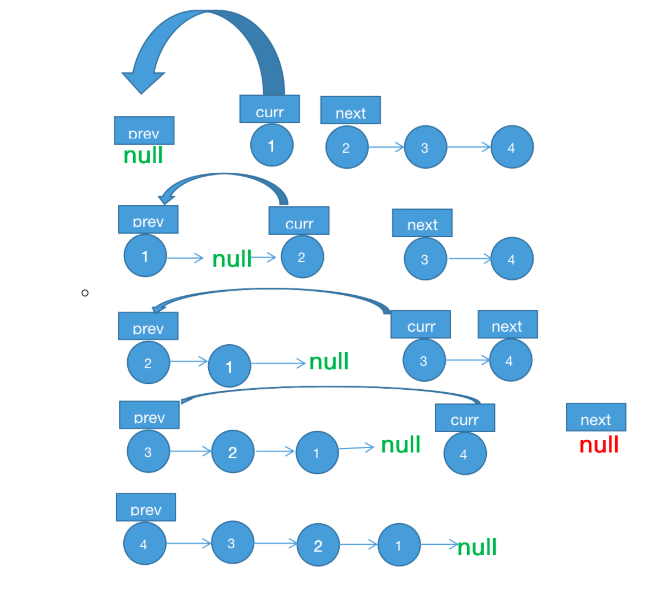 curr next
prev 1 2 3 4
null
prev curr next
1 null 2 3 4
prev curr next
2 1 null 3 4
prev curr next
3 2 1 null 4 null
prev
4 3 2 1 null